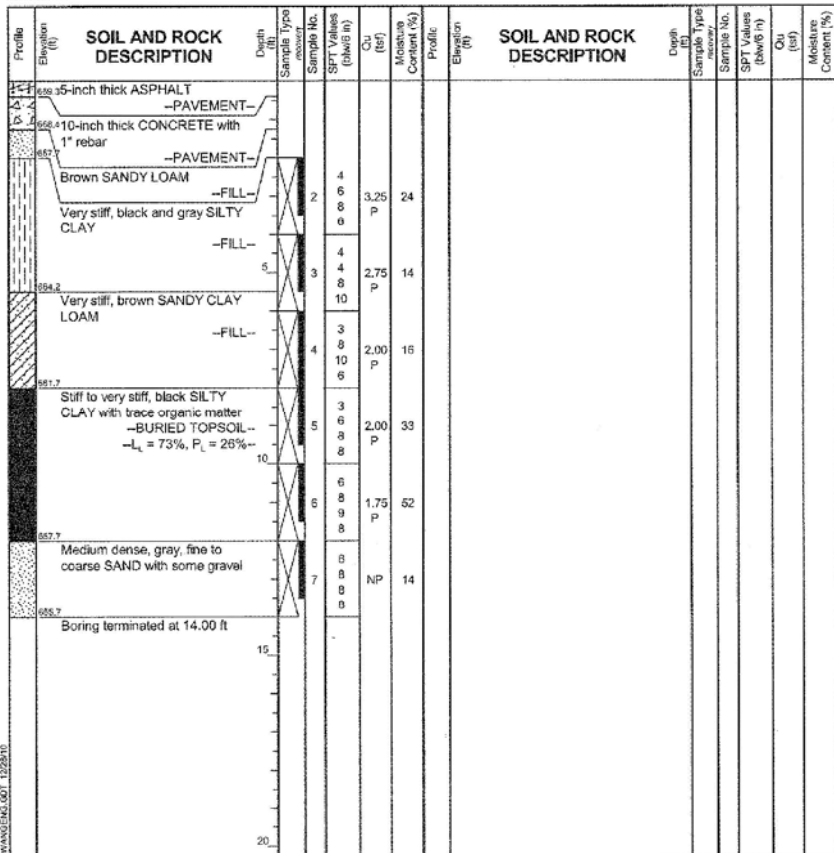 Profile
Elevation (ft)
SOIL AND ROCK DESCRIPTION
Depth (ft)
Sample Type
recovery
Sample No.
SPT Values (blw/6 in)
Qu (tsf)
Moisture Content (%)
Profile
Elevation (ft)
SOIL AND ROCK DESCRIPTION
Depth (ft)
Sample Type
recovery
Sample No.
SPT Values (blw/6 in)
Qu (tsf)
Moisture Content (%)
5-inch thick ASPHALT
--PAVEMENT--
10-inch thick CONCRETE with
1" rebar
657.7
--PAVEMENT--
Brown SANDY LOAM
--FILL--
2
4
6
8
3.25
P
24
Very stiff, black and gray SILTY
CLAY
--FILL--
5
3
4
4
8
10
2.75
P
14
Very stiff, brown SANDY CLAY
LOAM
--FILL--
4
3
8
10
6
2.00
P
16
Stiff to very stiff, black SILTY
CLAY with trace organic matter
--BURIED TOPSOIL--
--LL = 73%, PL = 26%--
10
5
3
6
8
8
2.00
P
33
6
6
8
9
8
1.75
P
52
Medium dense, gray, fine to
coarse SAND with some gravel
7
8
8
8
8
NP
14
Boring terminated at 14.00 ft
15
20
WANGENG.GDT 12/28/10